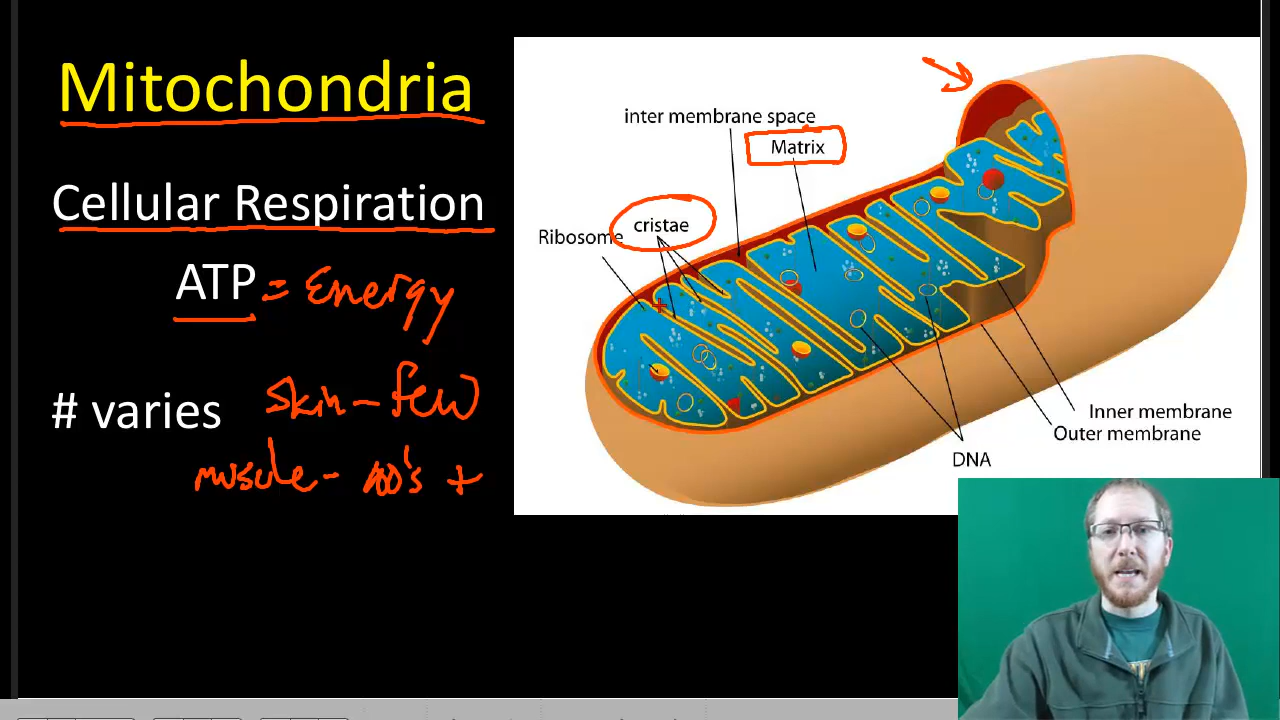 Mitochondria
Cellular Respiration
ATP = Energy
# varies
skin - few
muscle - 100's +
inter membrane space
Matrix
cristae
Ribosome
Inner membrane
Outer membrane
DNA